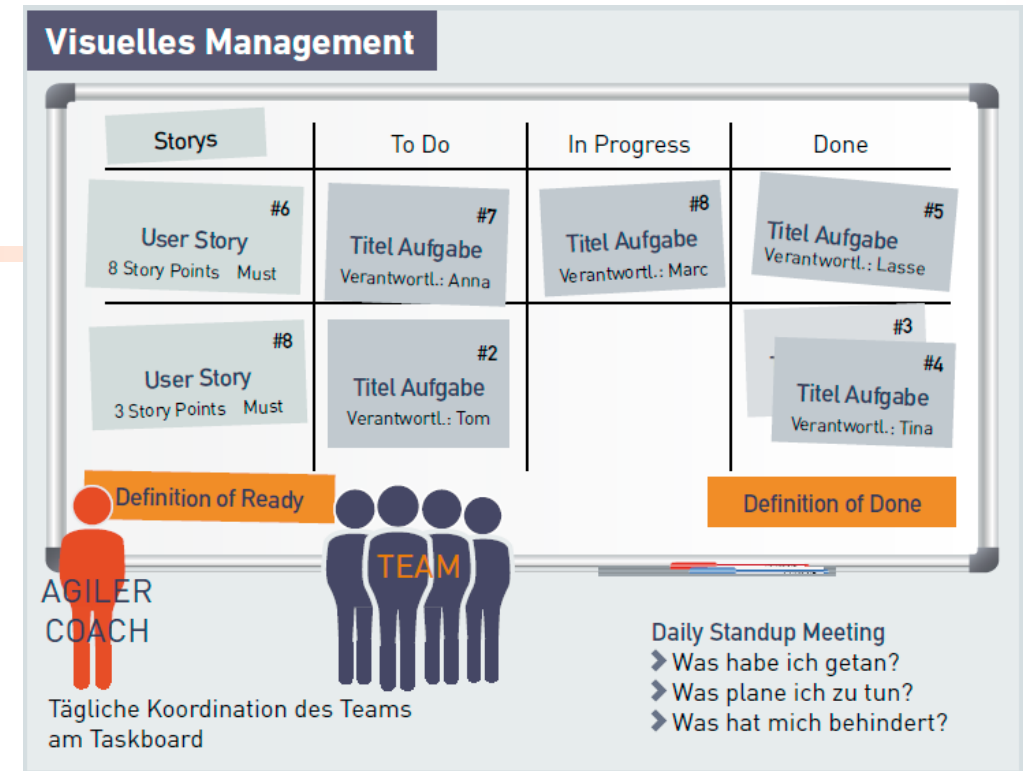 Visuelles Management
Storys
To Do
In Progress
Done
#6
User Story
8 Story Points Must
#7
Titel Aufgabe
Verantwortl.: Anna
#8
Titel Aufgabe
Verantwortl.: Marc
#5
Titel Aufgabe
Verantwortl.: Lasse
#8
User Story
3 Story Points Must
#2
Titel Aufgabe
Verantwortl.: Tom
#3
#4
Titel Aufgabe
Verantwortl.: Tina
Definition of Ready
Definition of Done
TEAM
AGILER
COACH
Tägliche Koordination des Teams
am Taskboard
Daily Standup Meeting
Was habe ich getan?
Was plane ich zu tun?
Was hat mich behindert?